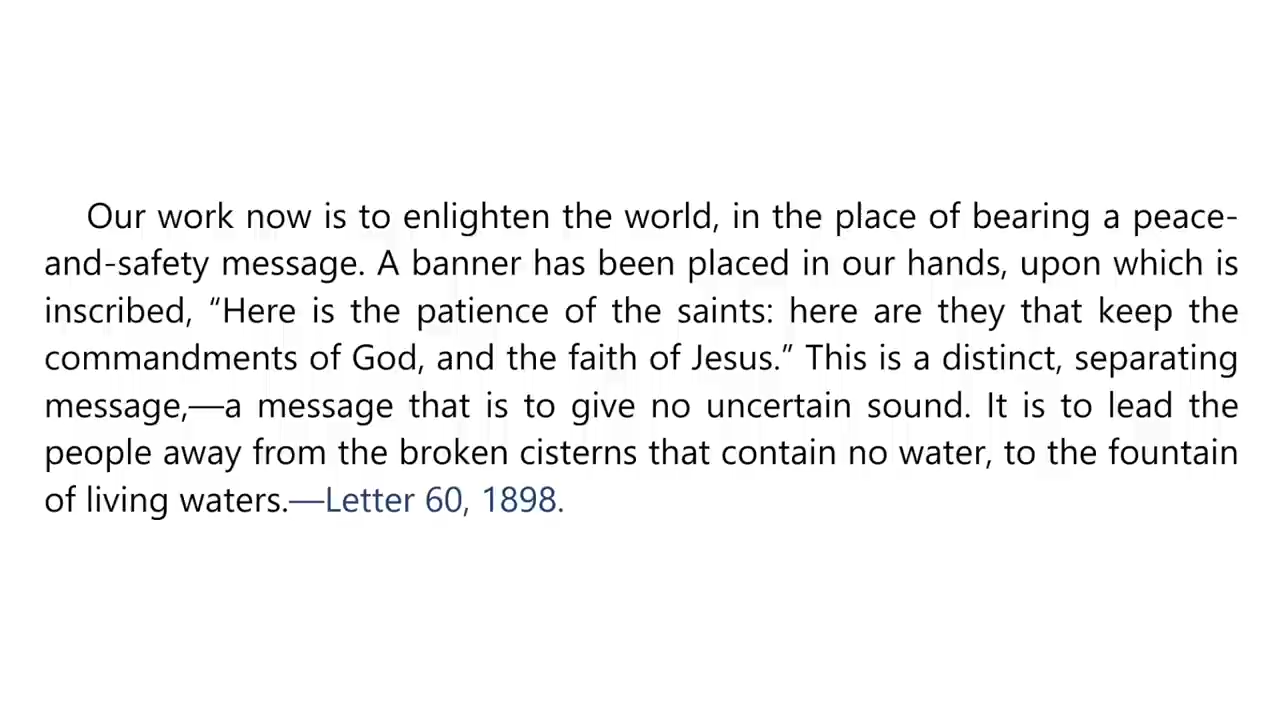 Our work now is to enlighten the world, in the place of bearing a peace-
and-safety message. A banner has been placed in our hands, upon which is
inscribed, “Here is the patience of the saints: here are they that keep the
commandments of God, and the faith of Jesus.” This is a distinct, separating
message,—a message that is to give no uncertain sound. It is to lead the
people away from the broken cisterns that contain no water, to the fountain
of living waters.—Letter 60, 1898.